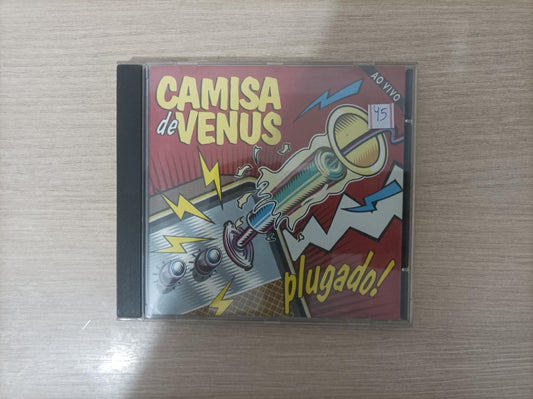 CAMISA
de VENUS
AO VIVO
45
plugado!